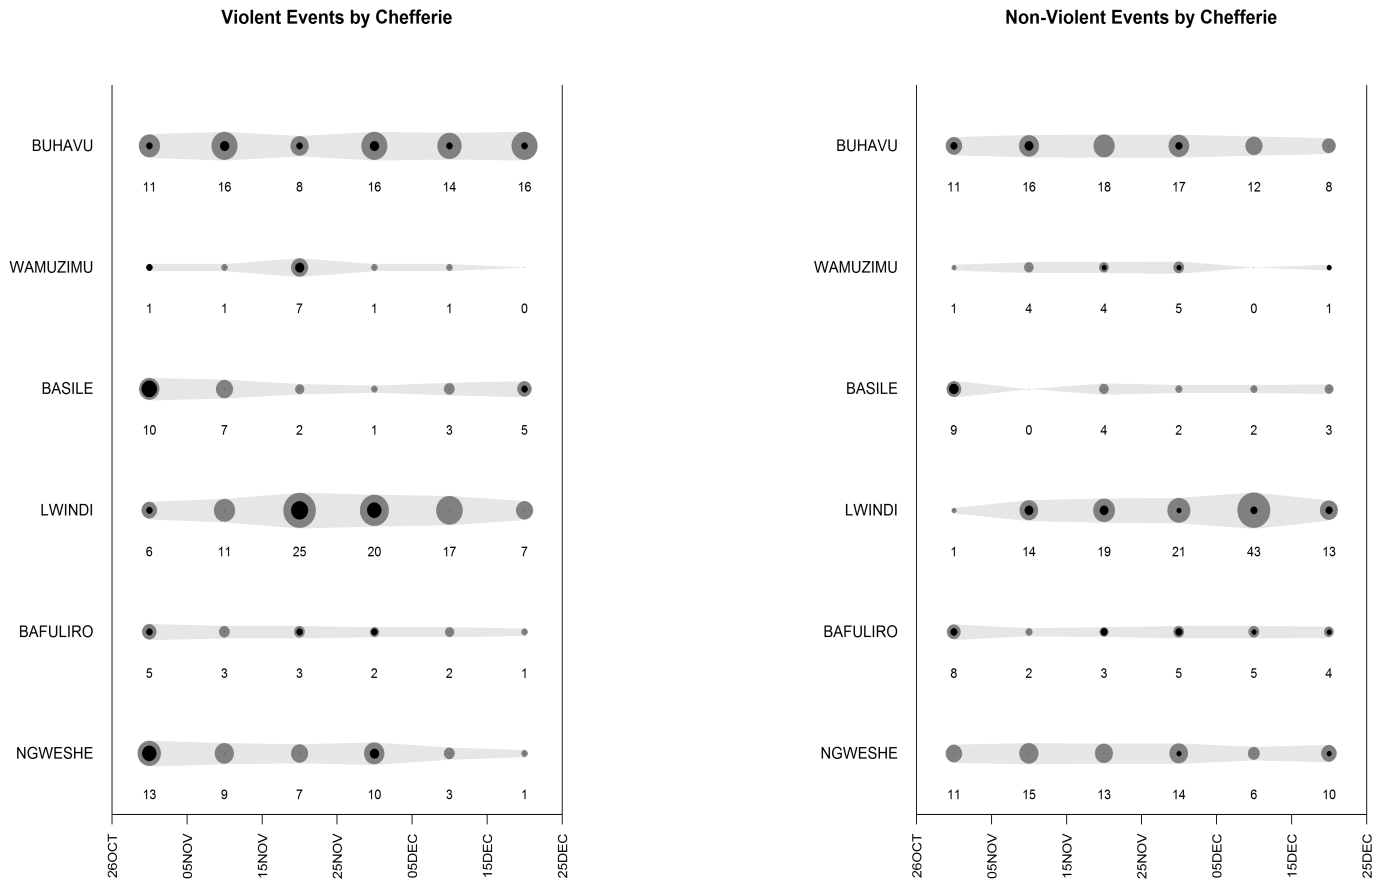 Violent Events by Chefferie
BUHAVU
11 16 8 16 14 16
WAMUZIMU
1 1 7 1 1 0
BASILE
10 7 2 1 3 5
LWINDI
6 11 25 20 17 7
BAFULIRO
5 3 3 2 2 1
NGWESHE
13 9 7 10 3 1
26OCT 05NOV 15NOV 25NOV 05DEC 15DEC 25DEC
Non-Violent Events by Chefferie
BUHAVU
11 16 18 17 12 8
WAMUZIMU
1 4 4 5 0 1
BASILE
9 0 4 2 2 3
LWINDI
1 14 19 21 43 13
BAFULIRO
8 2 3 5 5 4
NGWESHE
11 15 13 14 6 10
26OCT 05NOV 15NOV 25NOV 05DEC 15DEC 25DEC